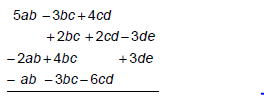 5ab – 3bc + 4cd
+ 2bc + 2cd – 3de
– 2ab + 4bc + 3de
– ab – 3bc – 6cd